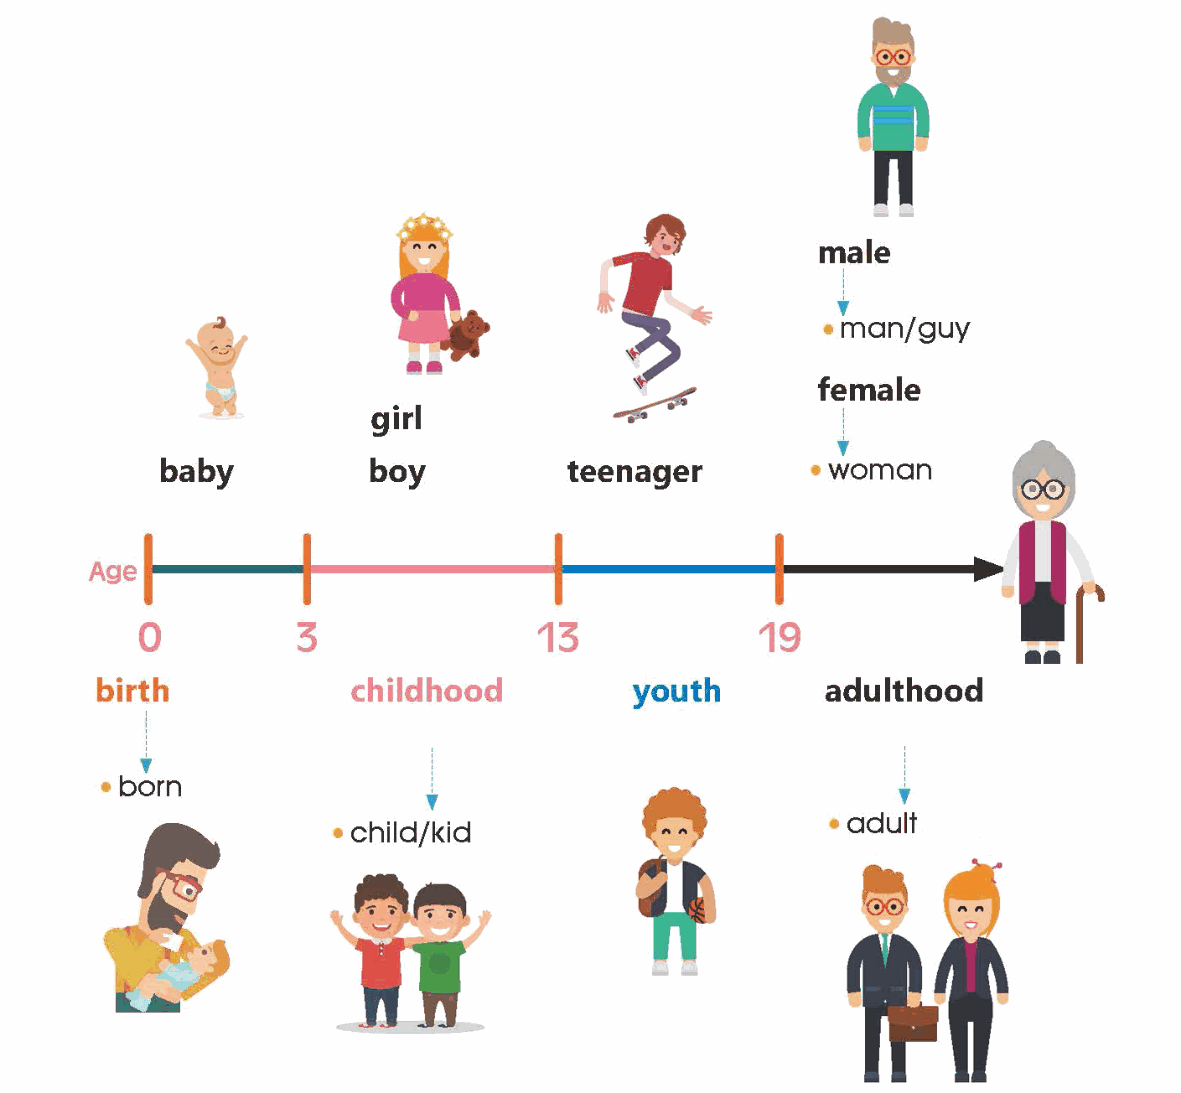 male
man/guy
female
woman
girl
baby
boy
teenager
Age
0
3
13
19
birth
childhood
youth
adulthood
born
child/kid
adult